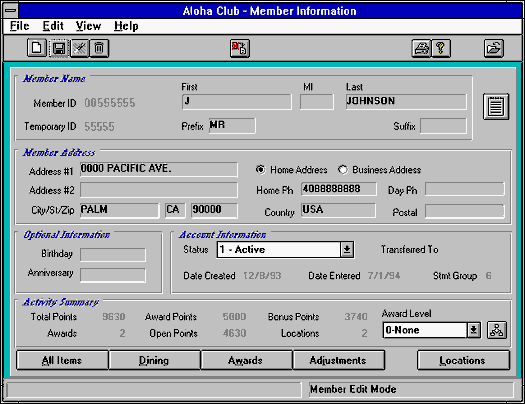 Aloha Club - Member Information
File Edit View Help
?
Member Name
First MI Last
Member ID 00555555 J JOHNSON
Temporary ID 55555 Prefix MR Suffix
Member Address
Address #1 0000 PACIFIC AVE. Home Address Business Address
Address #2 Home Ph 4088888888 Day Ph
City/St/Zip PALM CA 90000 Country USA Postal
Optional Information Account Information
Birthday Status 1 - Active Transferred To
Anniversary Date Created 12/8/93 Date Entered 7/1/94 Stmt Group 6
Activity Summary
Total Points 9630 Award Points 5000 Bonus Points 3740 Award Level
Awards 2 Open Points 4630 Locations 2 0-None
All Items Dining Awards Adjustments Locations
Member Edit Mode